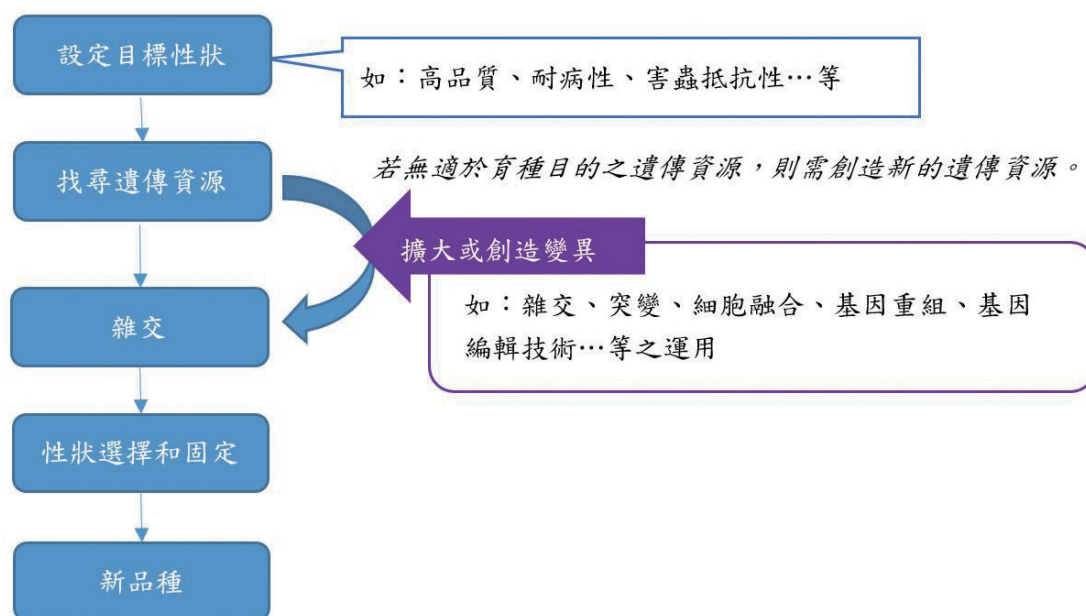 設定目標性狀
如：高品質、耐病性、害蟲抵抗性…等
找尋遺傳資源
若無適於育種目的之遺傳資源，則需創造新的遺傳資源。
擴大或創造變異
如：雜交、突變、細胞融合、基因重組、基因
編輯技術…等之運用
雜交
性狀選擇和固定
新品種